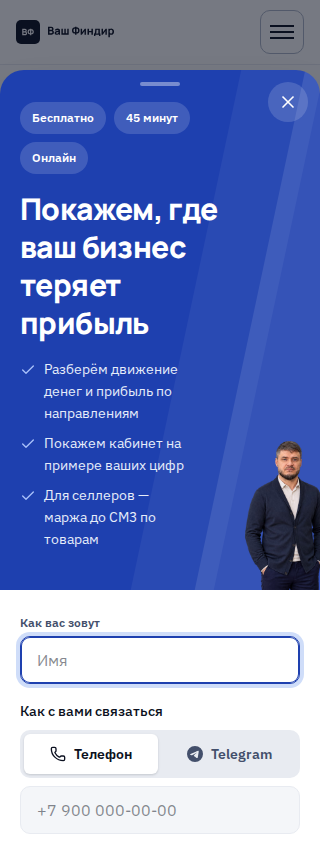 ВФ Ваш Финдир
Бесплатно
45 минут
Онлайн
Покажем, где
ваш бизнес
теряет
прибыль
Разберём движение
денег и прибыль по
направлениям
Покажем кабинет на
примере ваших цифр
Для селлеров —
маржа до СМ3 по
товарам
Как вас зовут
Имя
Как с вами связаться
Телефон
Telegram
+7 900 000-00-00